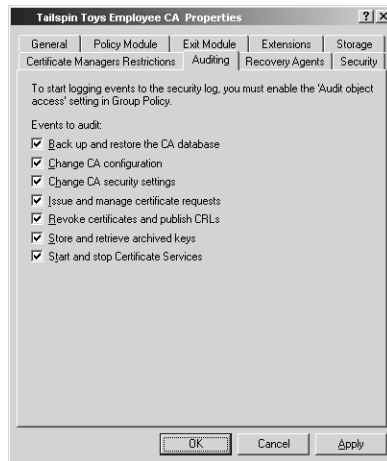 Tailspin Toys Employee CA Properties
General Policy Module Exit Module Extensions Storage
Certificate Managers Restrictions Auditing Recovery Agents Security
To start logging events to the security log, you must enable the 'Audit object
access' setting in Group Policy.
Events to audit:
Back up and restore the CA database
Change CA configuration
Change CA security settings
Issue and manage certificate requests
Revoke certificates and publish CRLs
Store and retrieve archived keys
Start and stop Certificate Services
OK Cancel Apply